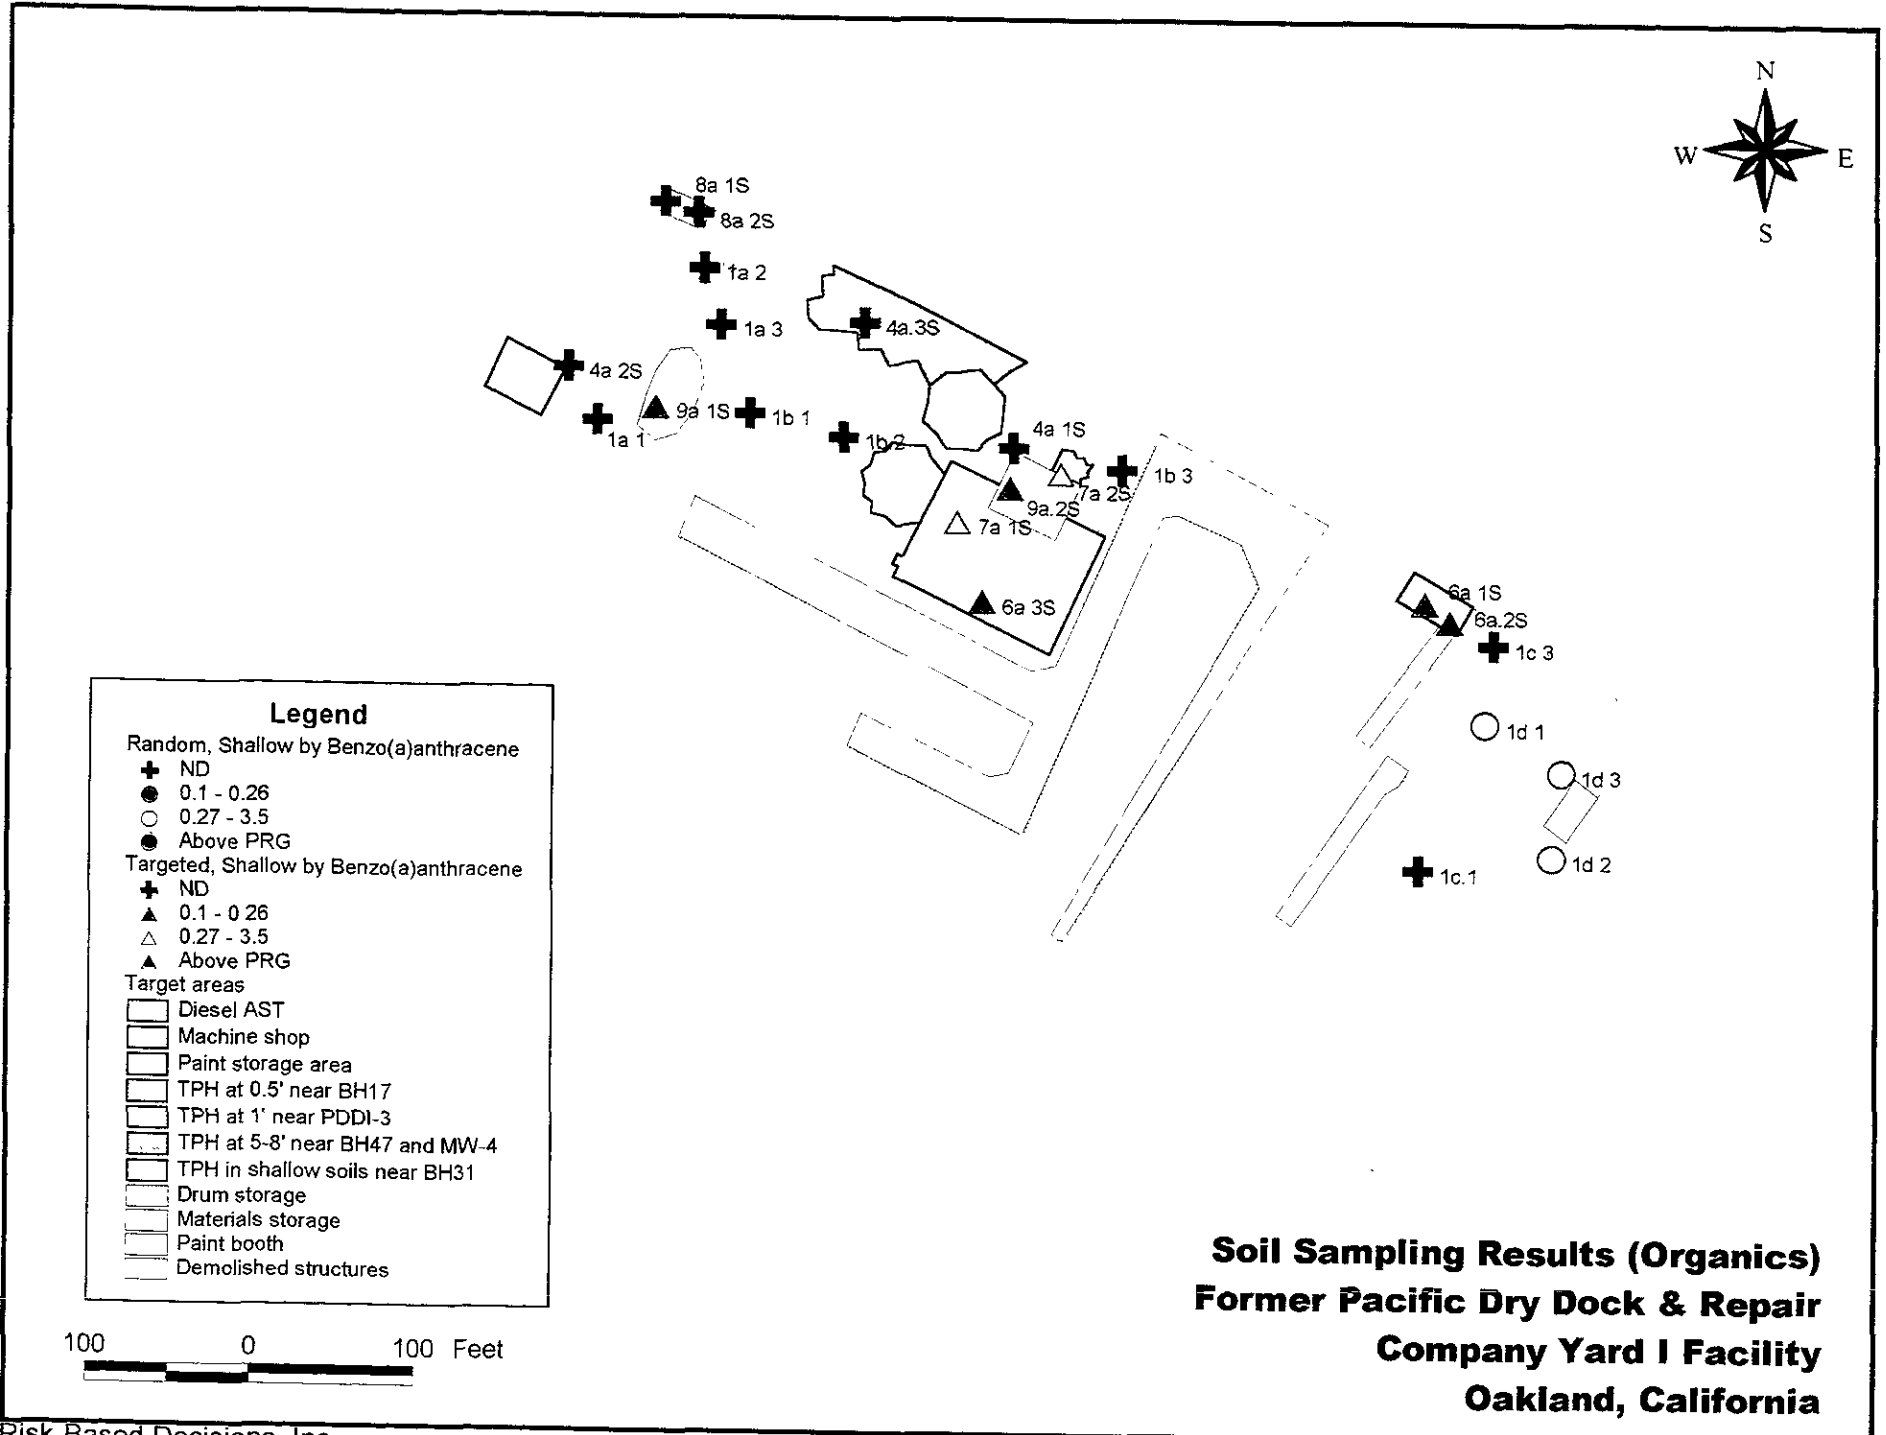 N
W
E
S
8a 1S
8a 2S
1a 2
1a 3
4a.3S
4a 2S
9a 1S
1b 1
1a 1
1b 2
4a 1S
1b 3
7a 2S
9a.2S
7a 1S
6a 3S
6a 1S
6a.2S
1c 3
1d 1
1d 3
1d 2
1c.1
Legend
Random, Shallow by Benzo(a)anthracene
ND
0.1 - 0.26
0.27 - 3.5
Above PRG
Targeted, Shallow by Benzo(a)anthracene
ND
0.1 - 0 26
0.27 - 3.5
Above PRG
Target areas
Diesel AST
Machine shop
Paint storage area
TPH at 0.5' near BH17
TPH at 1' near PDDI-3
TPH at 5-8' near BH47 and MW-4
TPH in shallow soils near BH31
Drum storage
Materials storage
Paint booth
Demolished structures
100 0 100 Feet
Soil Sampling Results (Organics)
Former Pacific Dry Dock & Repair
Company Yard I Facility
Oakland, California
Risk-Based Decisions, Inc.